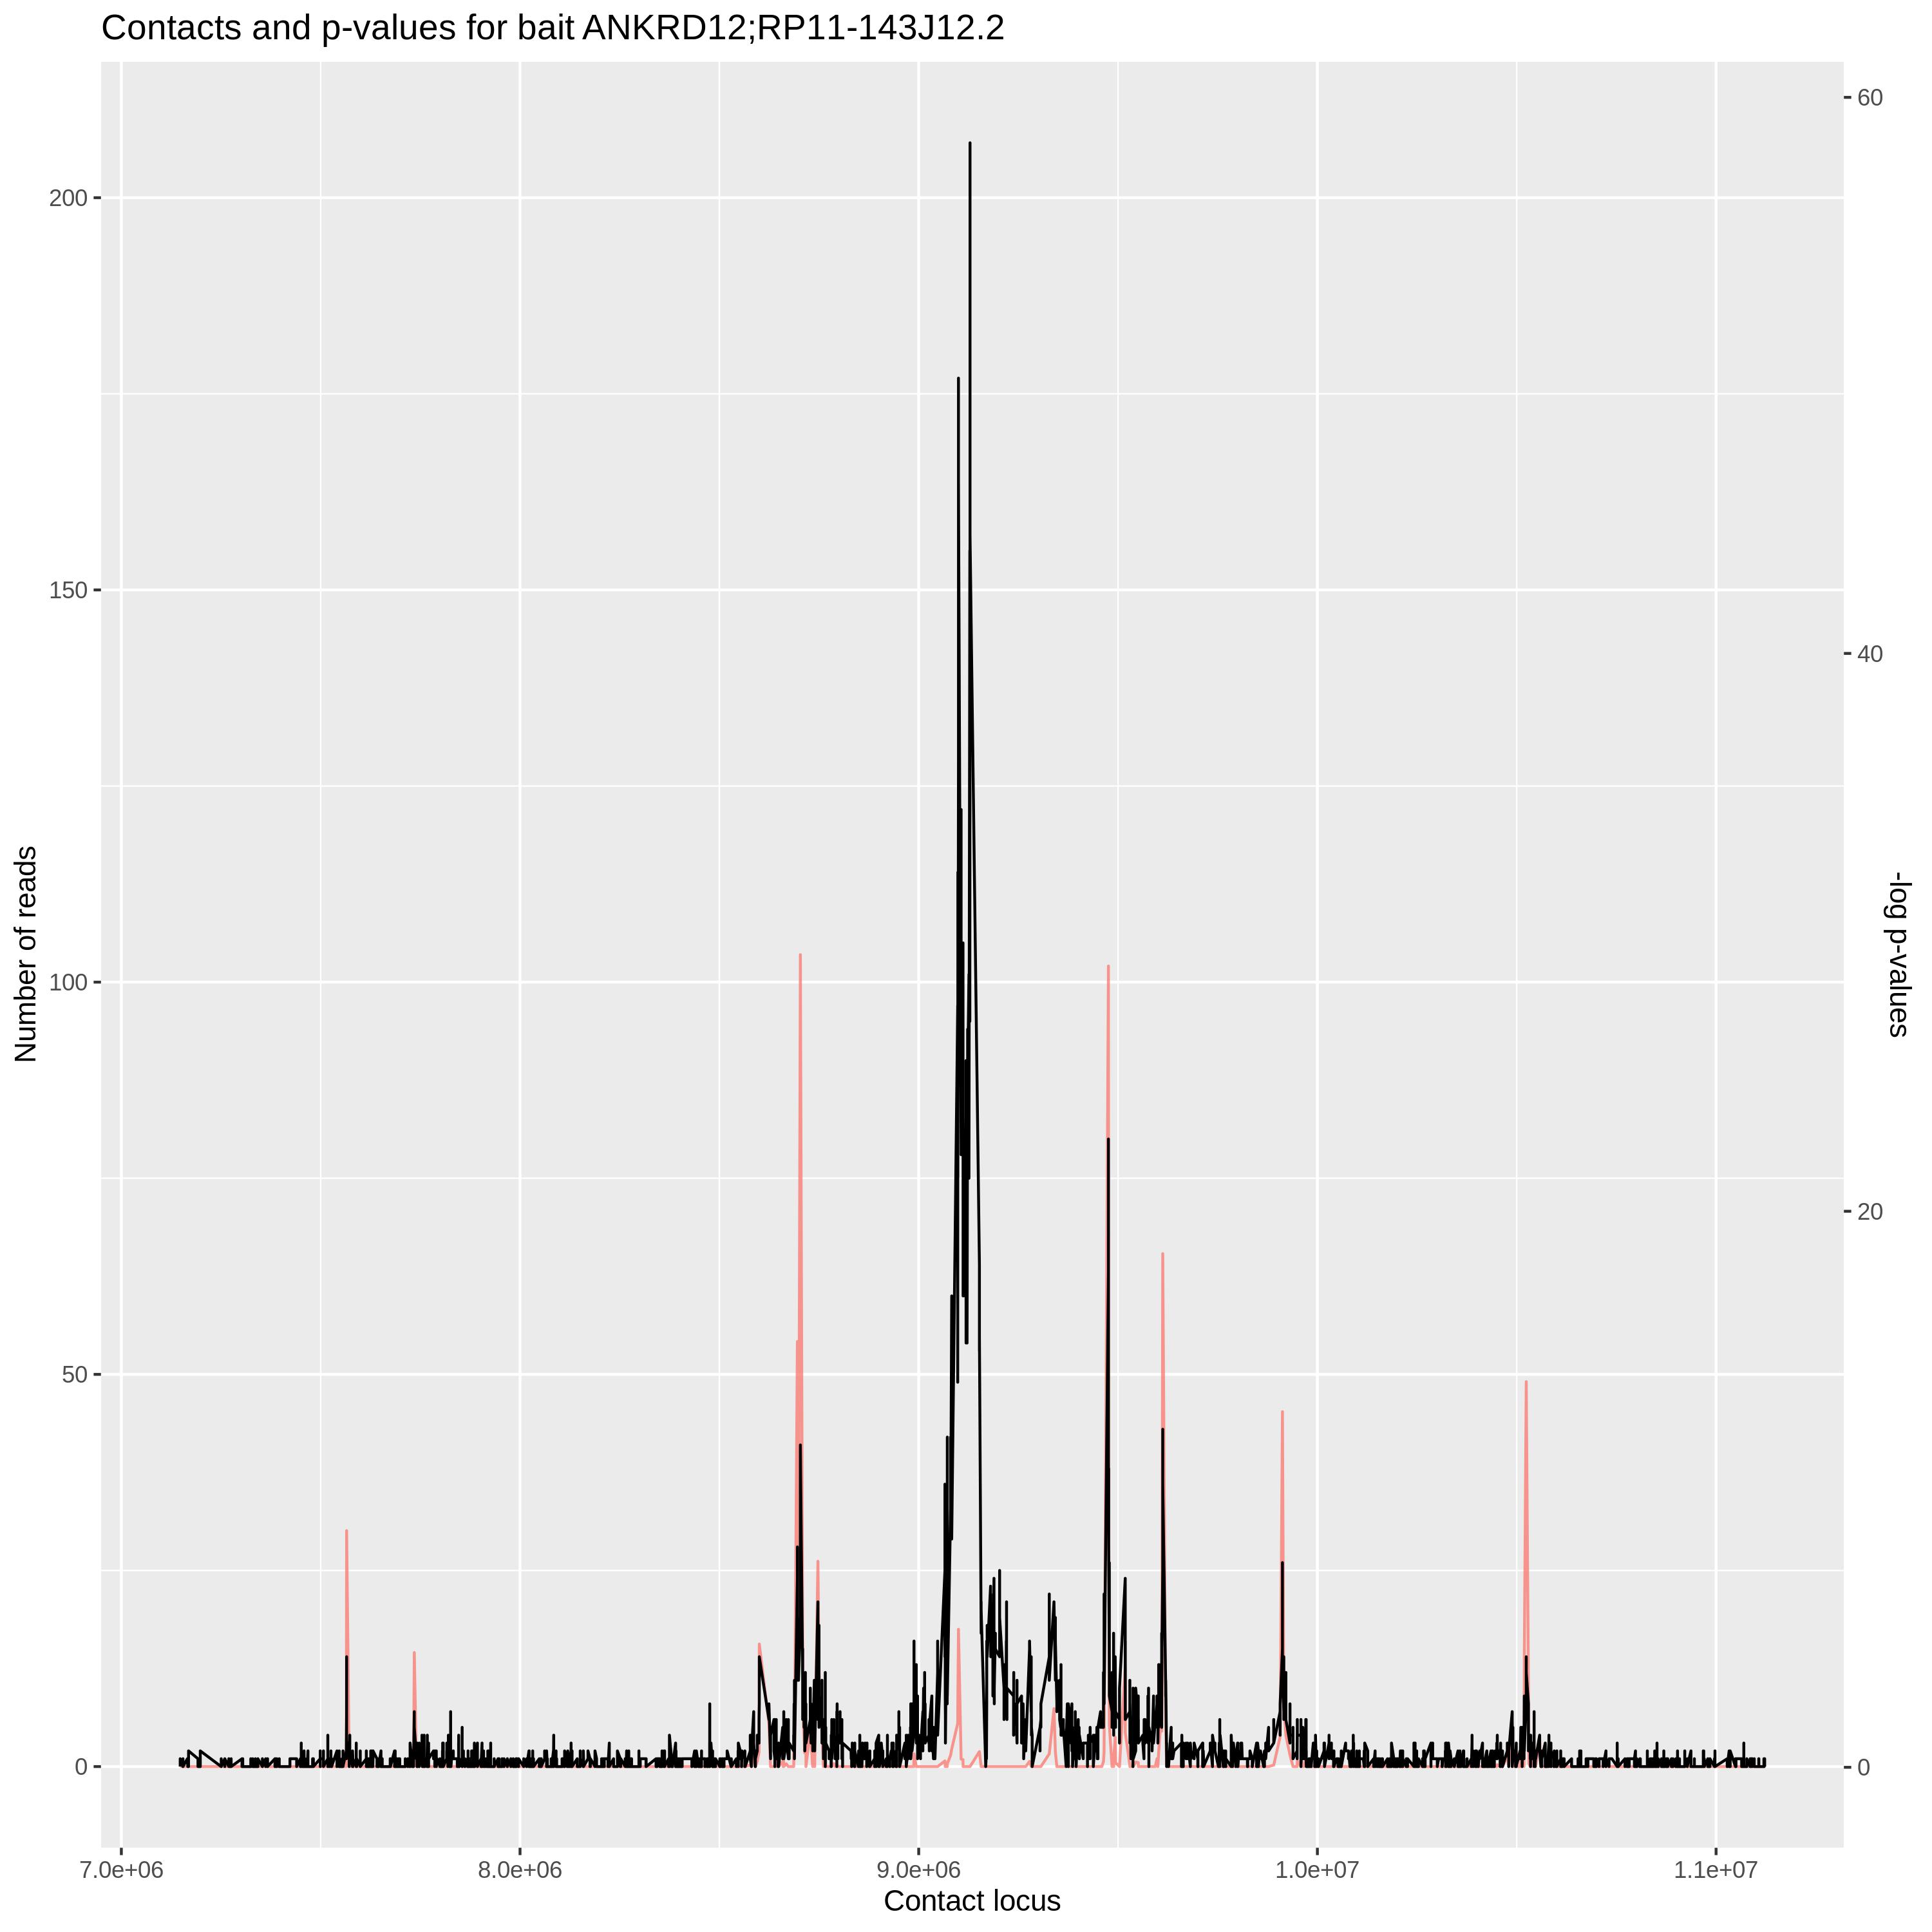 Contacts and p-values for bait ANKRD12;RP11-143J12.2
200
150
100
50
0
Number of reads
60
40
20
0
-log p-values
7.0e+06 8.0e+06 9.0e+06 1.0e+07 1.1e+07
Contact locus